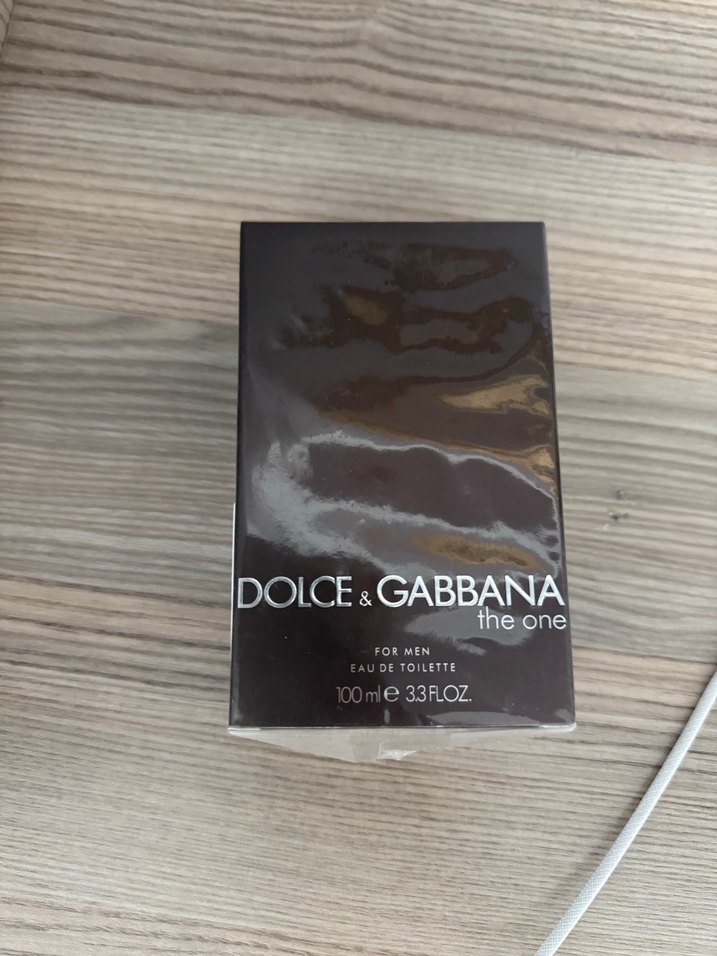 DOLCE & GABBANA
the one
FOR MEN
EAU DE TOILETTE
100 ml ℮ 3.3 FL.OZ.